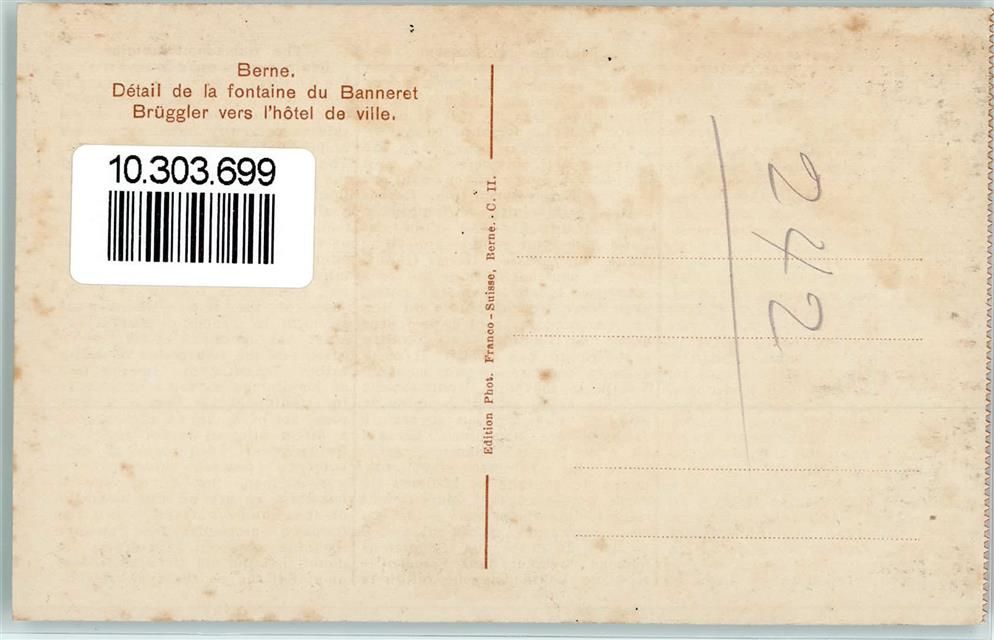 Berne.
Détail de la fontaine du Banneret
Brüggler vers l'hôtel de ville.
10.303.699
Edition Phot. Franco-Suisse, Berne. - C. II.
242